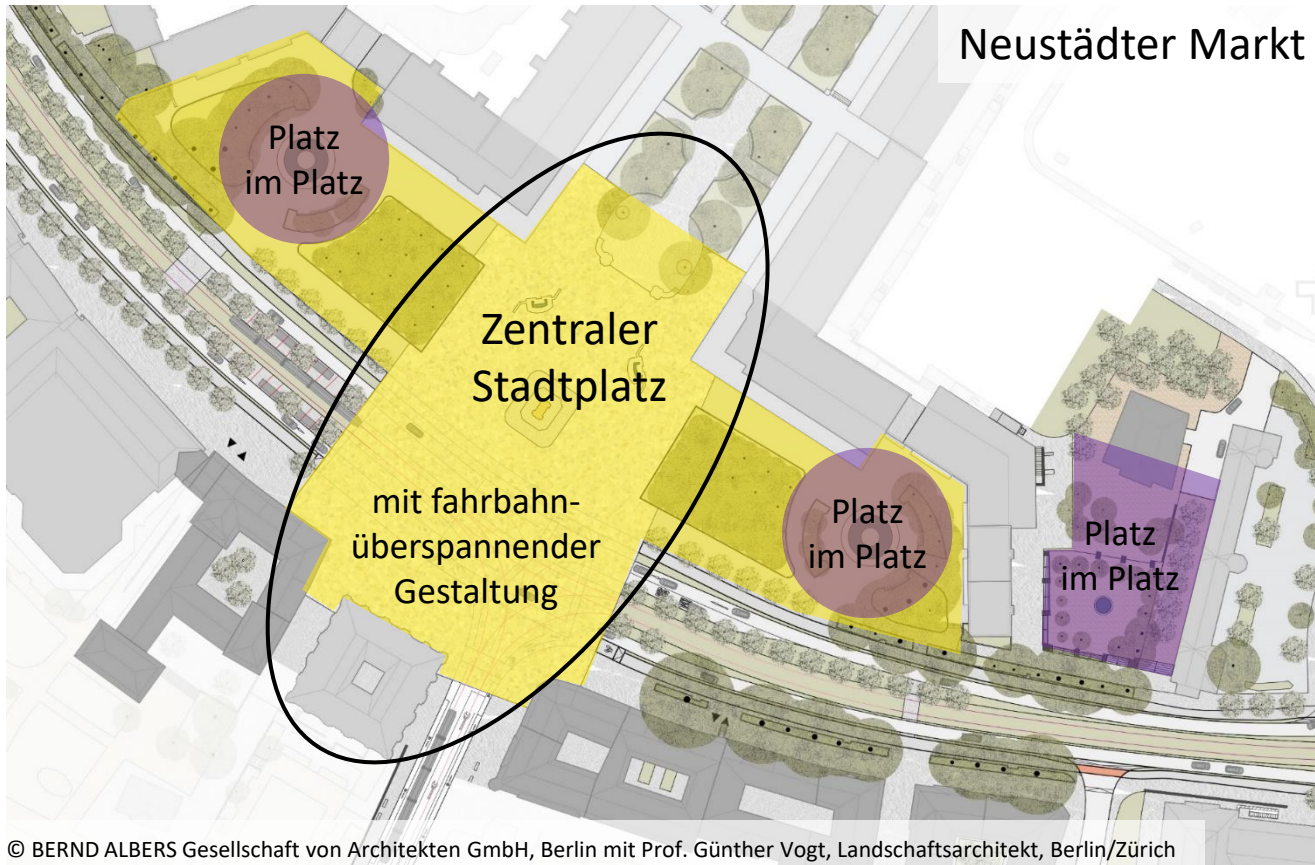 Neustädter Markt
Platz
im Platz
Zentraler
Stadtplatz
mit fahrbahn-
überspannender
Gestaltung
Platz
im Platz
Platz
im Platz
© BERND ALBERS Gesellschaft von Architekten GmbH, Berlin mit Prof. Günther Vogt, Landschaftsarchitekt, Berlin/Zürich